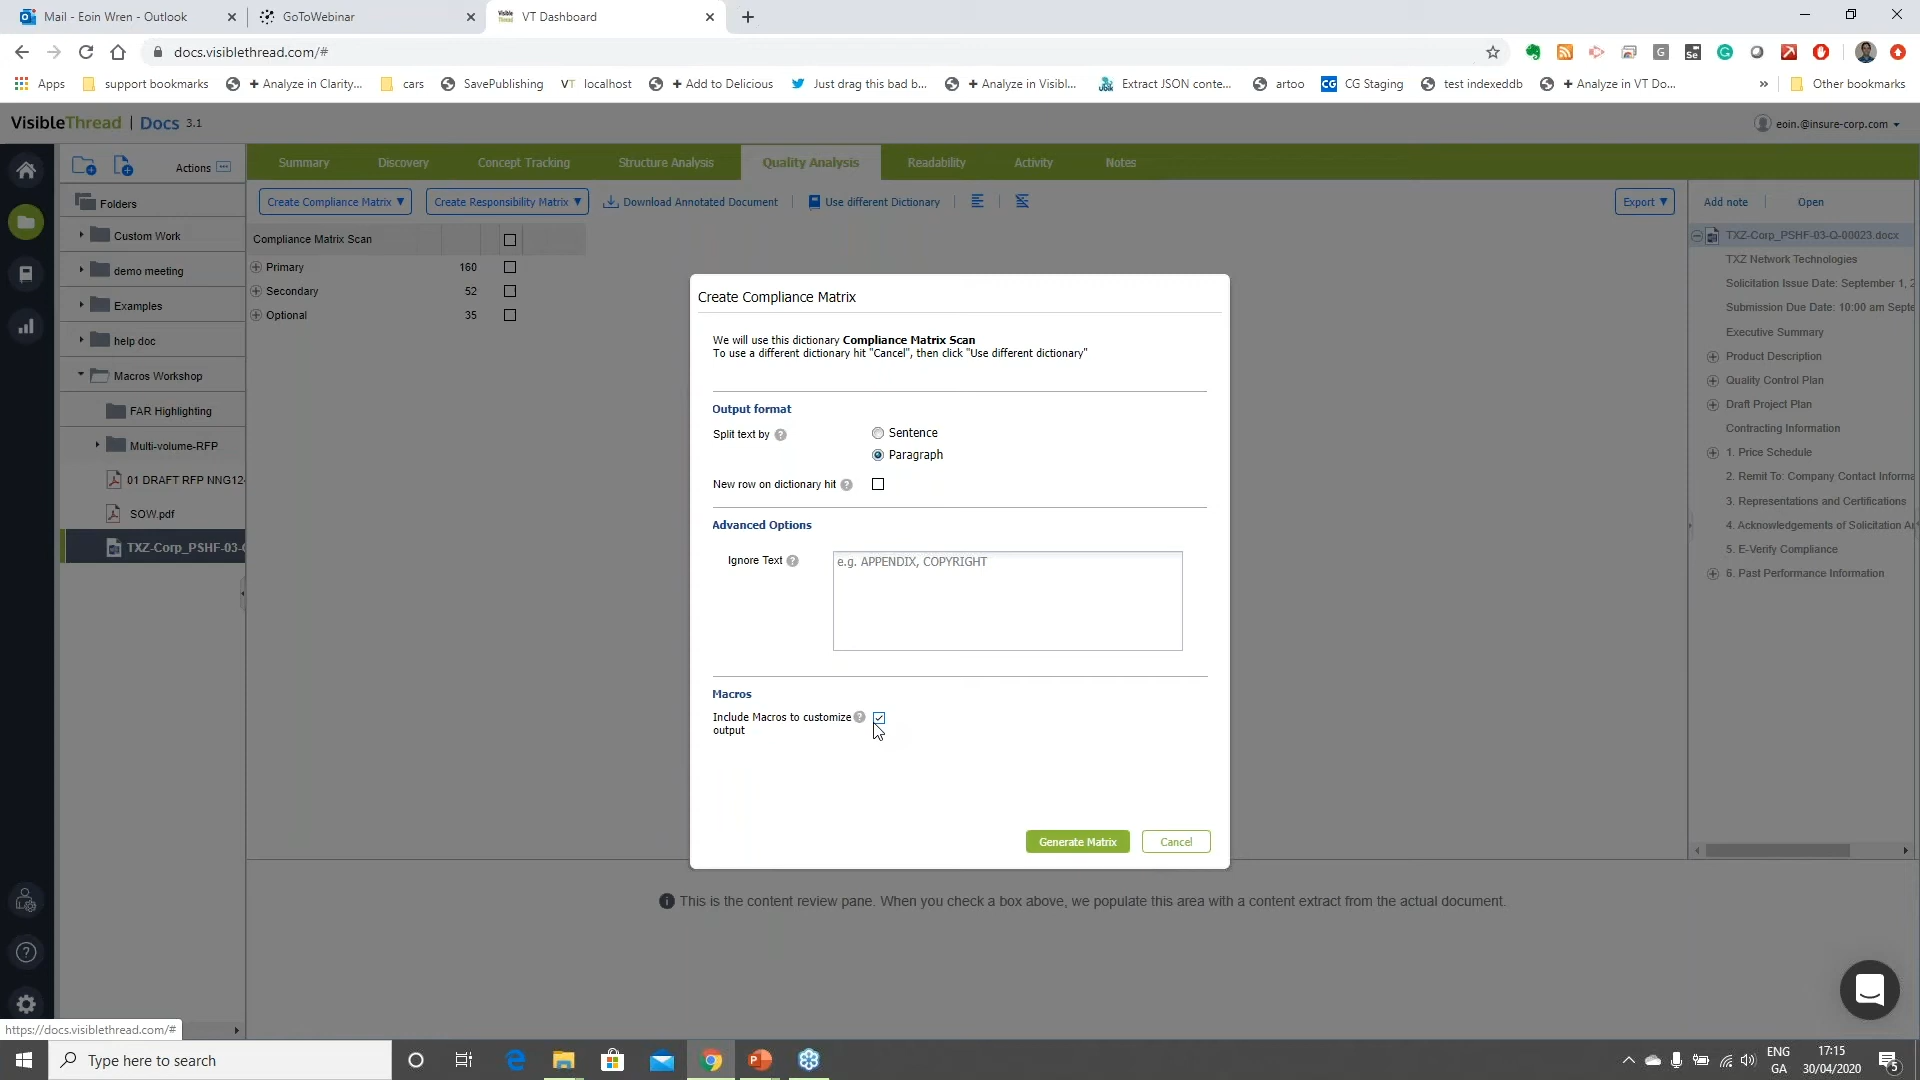 Mail - Eoin Wren - Outlook
GoToWebinar
VT Dashboard
docs.visiblethread.com/#
Apps
support bookmarks
+ Analyze in Clarity...
cars
SavePublishing
VT localhost
+ Add to Delicious
Just drag this bad b...
+ Analyze in Visibl...
Extract JSON conte...
artoo
CG CG Staging
test indexeddb
+ Analyze in VT Do...
»
Other bookmarks
VisibleThread | Docs 3.1
eoin.@insure-corp.com
Actions
Summary
Discovery
Concept Tracking
Structure Analysis
Quality Analysis
Readability
Activity
Notes
Folders
Custom Work
demo meeting
Examples
help doc
Macros Workshop
FAR Highlighting
Multi-volume-RFP
01 DRAFT RFP NNG12-
SOW.pdf
TXZ-Corp_PSHF-03-
Create Compliance Matrix ▼
Create Responsibility Matrix ▼
Download Annotated Document
Use different Dictionary
Export ▼
Compliance Matrix Scan
Primary 160
Secondary 52
Optional 35
Create Compliance Matrix
We will use this dictionary Compliance Matrix Scan
To use a different dictionary hit "Cancel", then click "Use different dictionary"
Output format
Split text by ?
Sentence
Paragraph
New row on dictionary hit ?
Advanced Options
Ignore Text ?
e.g. APPENDIX, COPYRIGHT
Macros
Include Macros to customize ?
output
Generate Matrix
Cancel
Add note
Open
TXZ-Corp_PSHF-03-Q-00023.docx
TXZ Network Technologies
Solicitation Issue Date: September 1, 2
Submission Due Date: 10:00 am Septe
Executive Summary
Product Description
Quality Control Plan
Draft Project Plan
Contracting Information
1. Price Schedule
2. Remit To: Company Contact Informa
3. Representations and Certifications
4. Acknowledgements of Solicitation A
5. E-Verify Compliance
6. Past Performance Information
This is the content review pane. When you check a box above, we populate this area with a content extract from the actual document.
https://docs.visiblethread.com/#
Type here to search
ENG
GA
17:15
30/04/2020
5